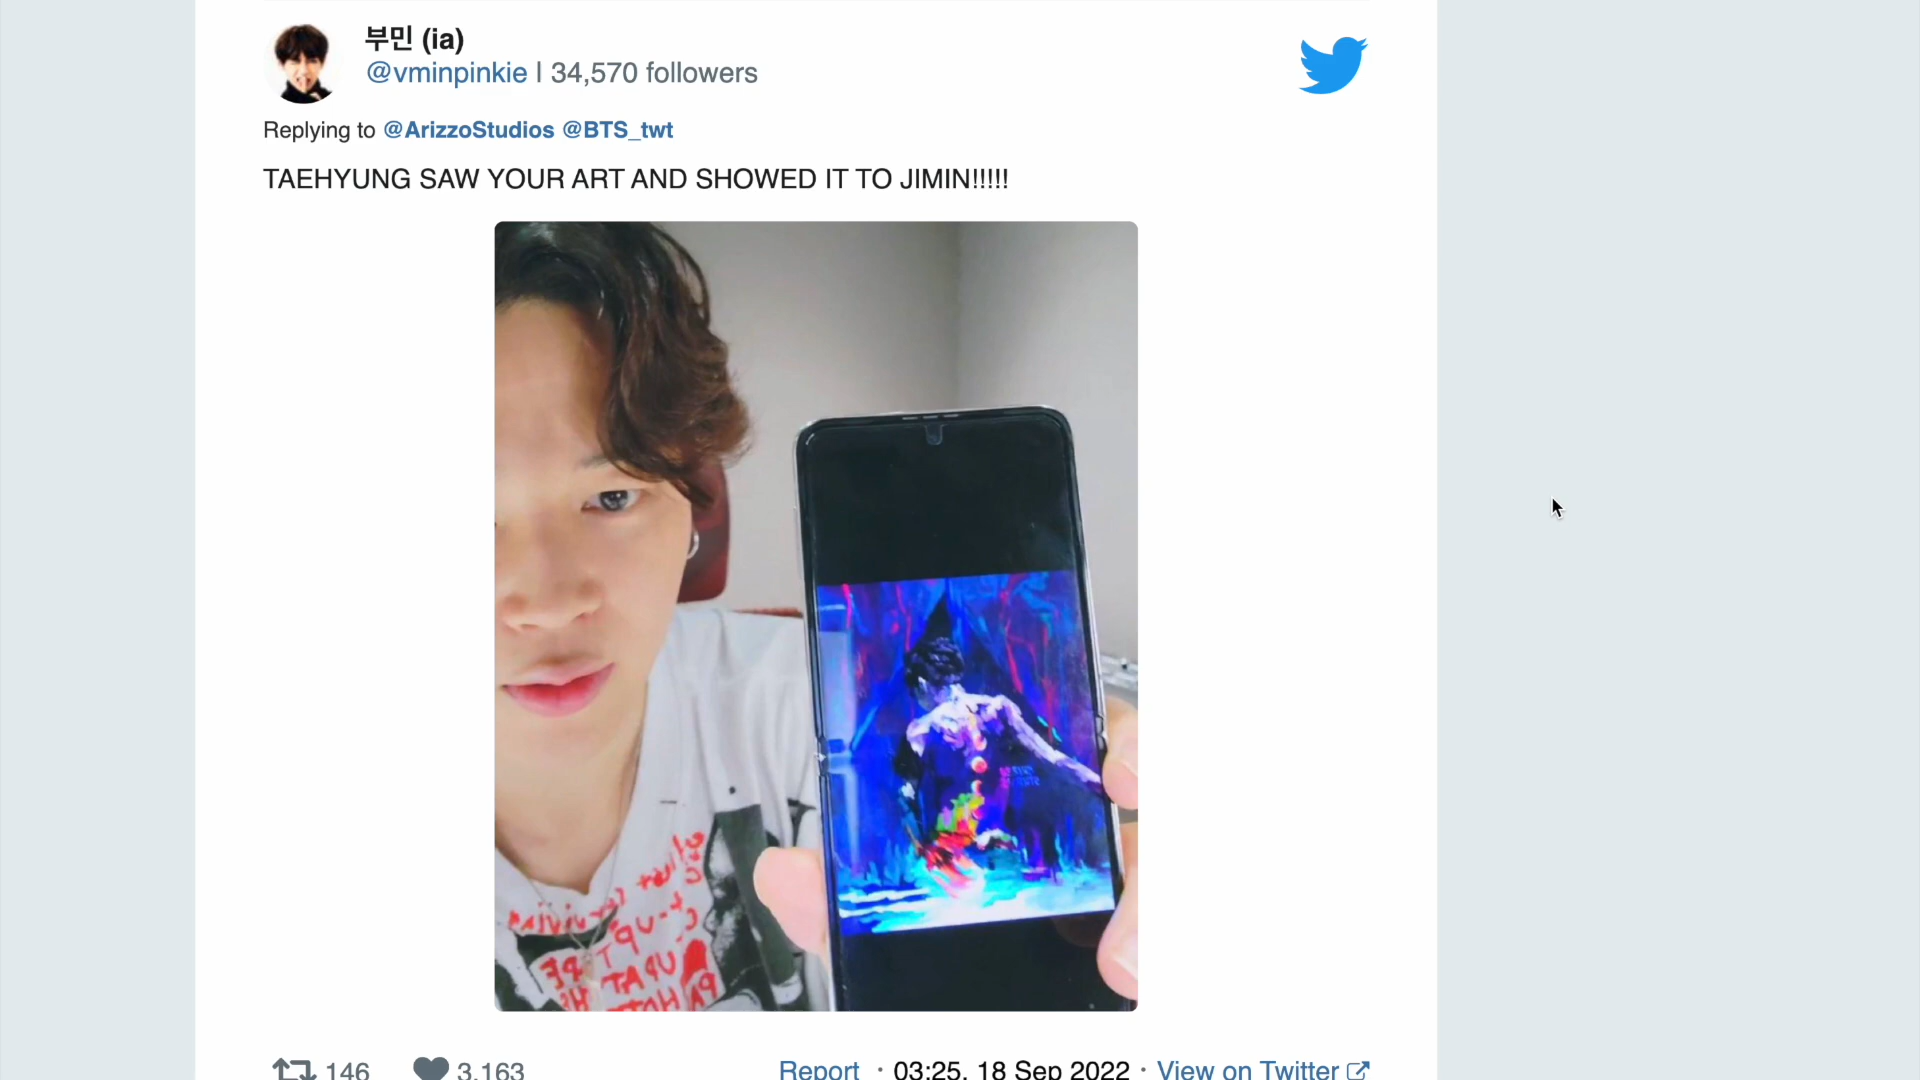 부민 (ia)
@vminpinkie | 34,570 followers
Replying to @ArizzoStudios @BTS_twt
TAEHYUNG SAW YOUR ART AND SHOWED IT TO JIMIN!!!!!
146 3,163 Report · 03:25, 18 Sep 2022 · View on Twitter